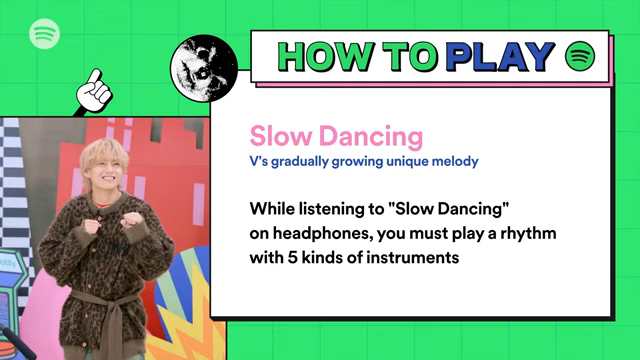 HOW TO PLAY
Slow Dancing
V's gradually growing unique melody
While listening to "Slow Dancing"
on headphones, you must play a rhythm
with 5 kinds of instruments